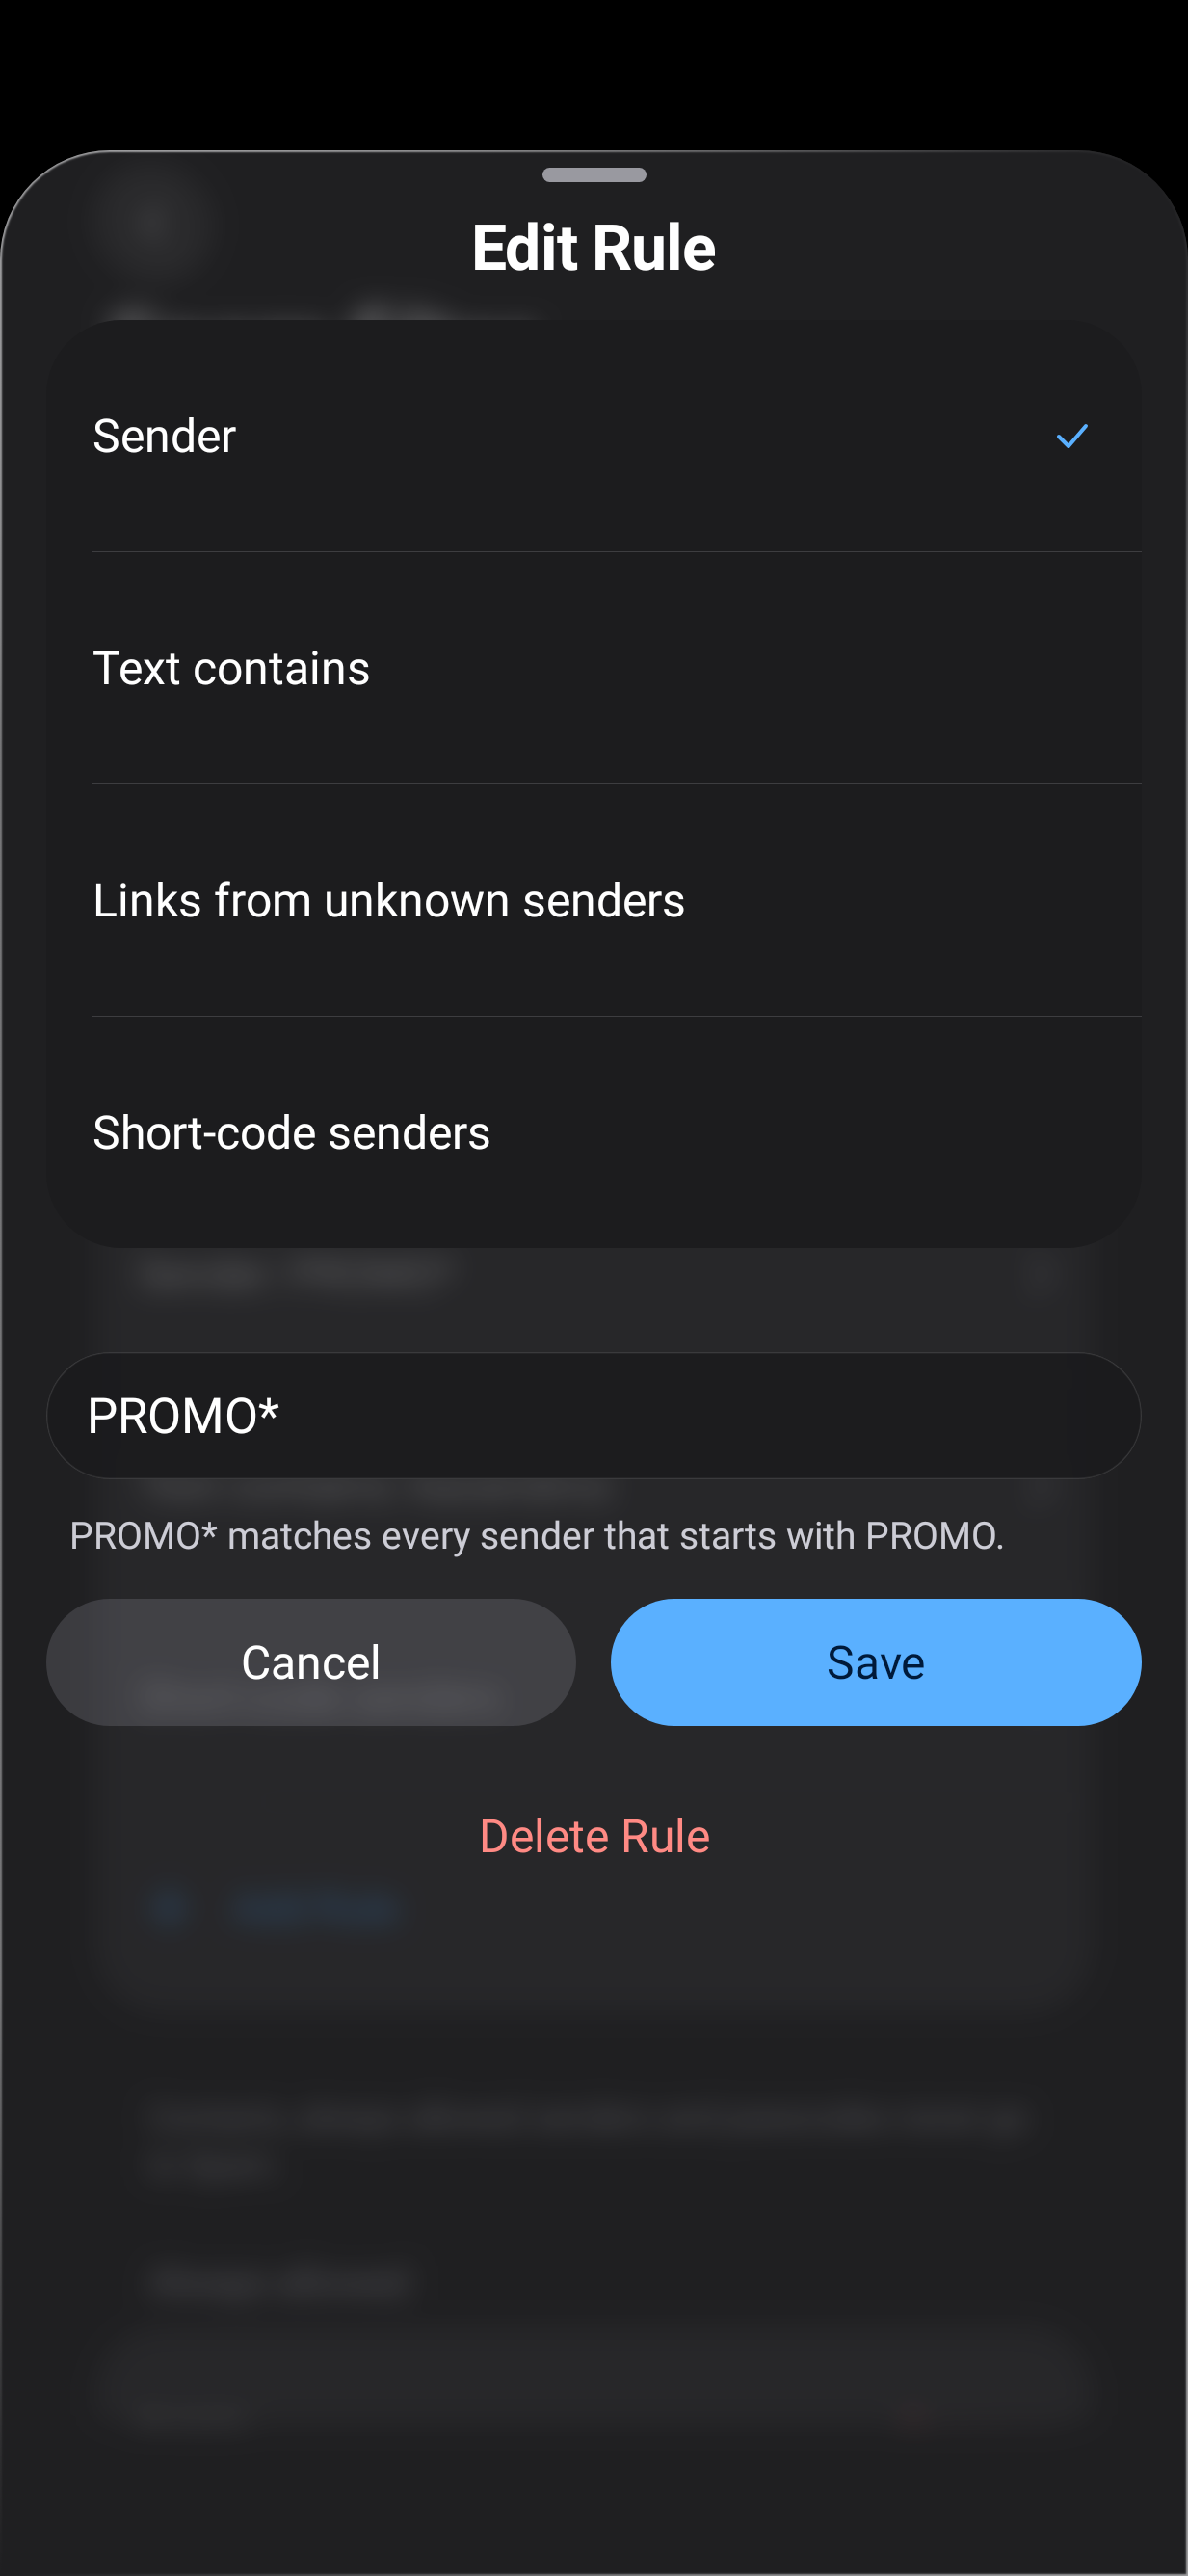 Edit Rule
Sender
Text contains
Links from unknown senders
Short-code senders
PROMO*
PROMO* matches every sender that starts with PROMO.
Cancel
Save
Delete Rule